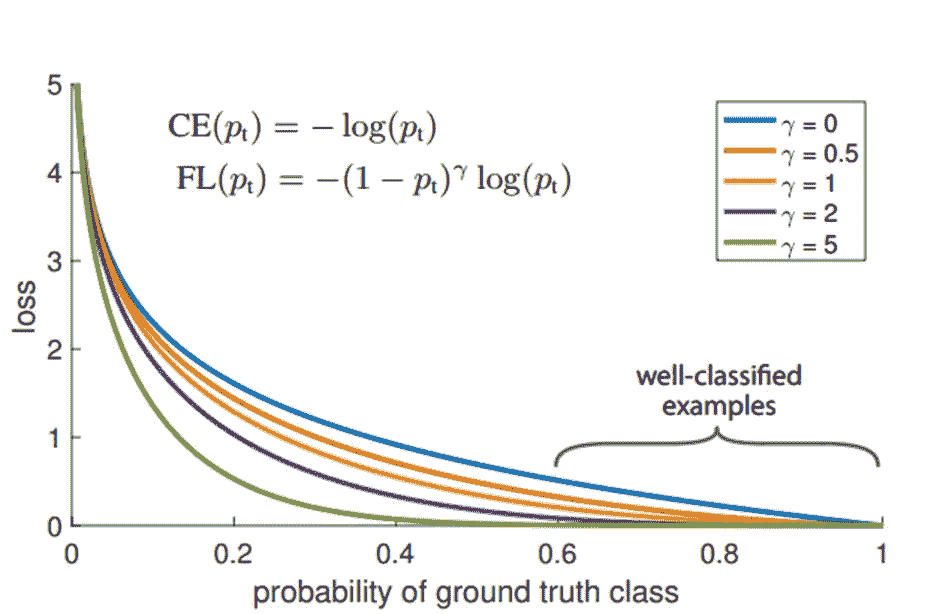 CE(pt) = − log(pt)
FL(pt) = −(1 − pt)γ log(pt)
γ = 0
γ = 0.5
γ = 1
γ = 2
γ = 5
well-classified
examples
loss
5
4
3
2
1
0
0 0.2 0.4 0.6 0.8 1
probability of ground truth class